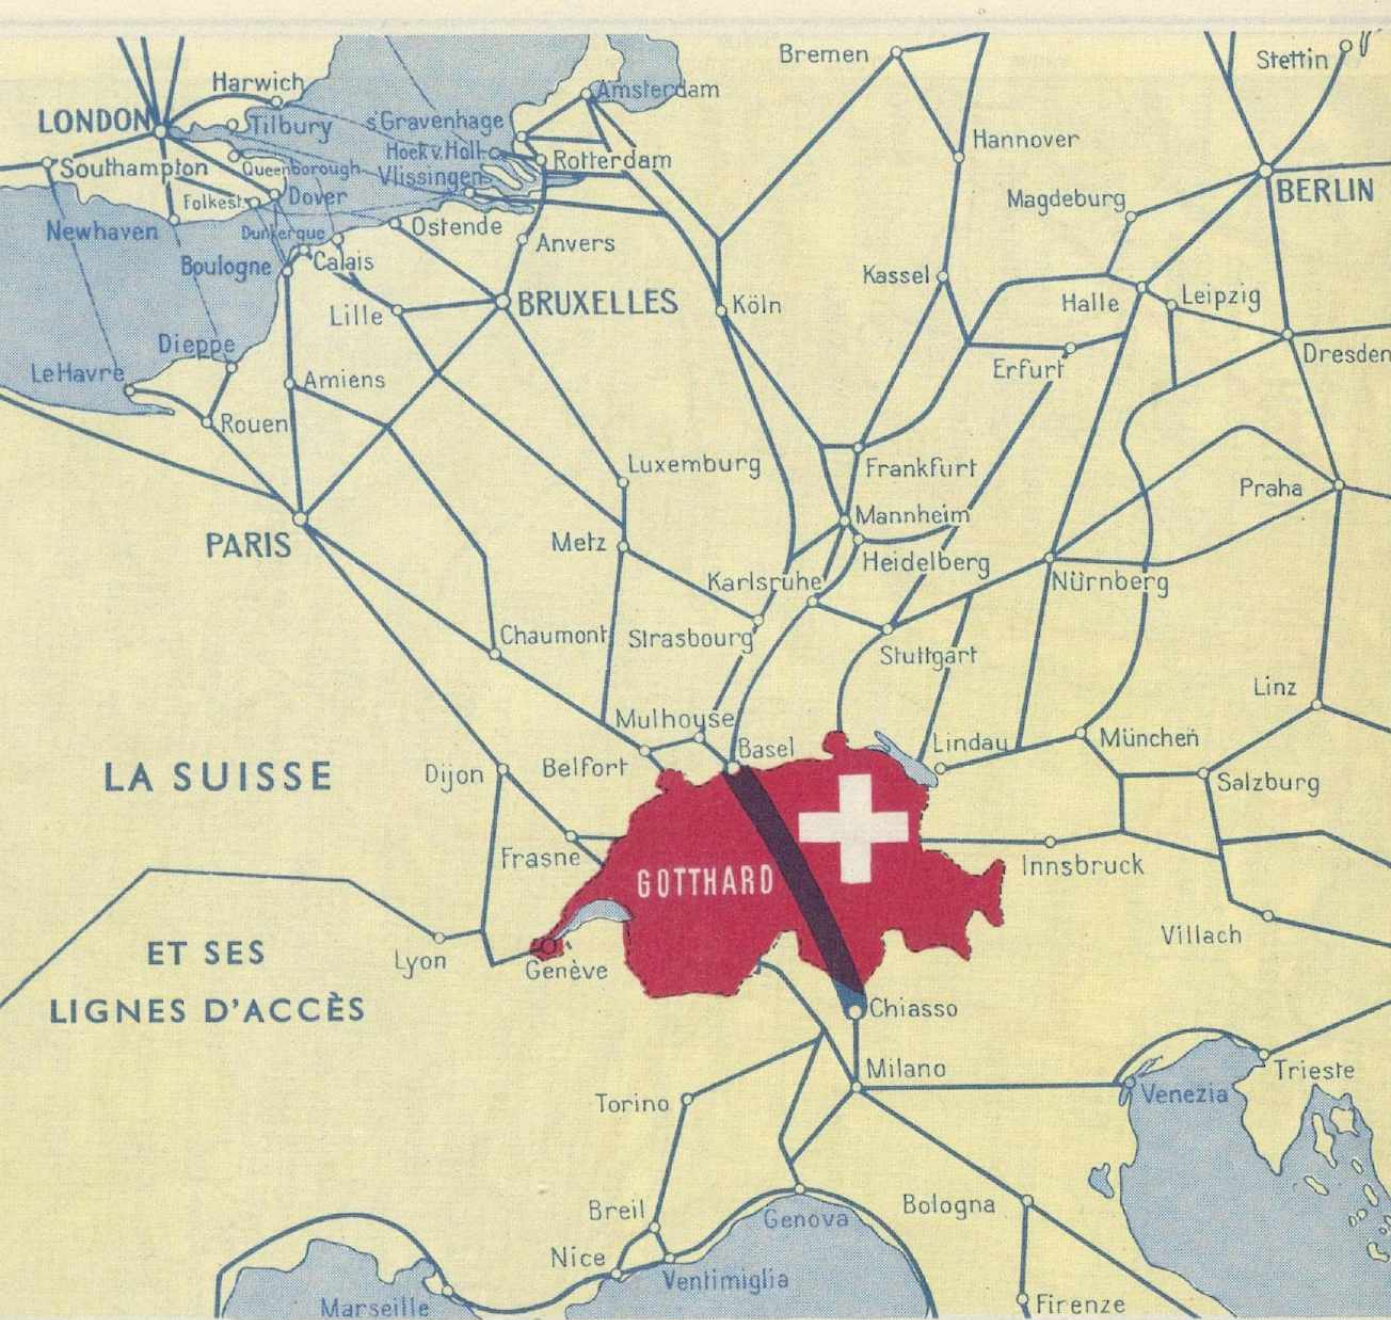 Bremen
Stettin
Harwich
Amsterdam
LONDON
Tilbury
s'Gravenhage
Hannover
Hoek v. Holl.
Rotterdam
Southampton
Queenborough
Vlissingen
Magdeburg
BERLIN
Folkest.
Dover
Newhaven
Dunkerque
Ostende
Anvers
Boulogne
Calais
Kassel
Halle
Leipzig
Lille
BRUXELLES
Köln
Dieppe
Erfurt
Dresden
Le Havre
Amiens
Rouen
Luxemburg
Frankfurt
Praha
PARIS
Metz
Mannheim
Heidelberg
Karlsruhe
Nürnberg
Chaumont
Strasbourg
Stuttgart
Linz
Mulhouse
Basel
Lindau
München
LA SUISSE
Dijon
Belfort
Salzburg
Frasne
GOTTHARD
Innsbruck
ET SES
LIGNES D'ACCÈS
Lyon
Genève
Villach
Chiasso
Milano
Trieste
Torino
Venezia
Breil
Genova
Bologna
Nice
Ventimiglia
Marseille
Firenze